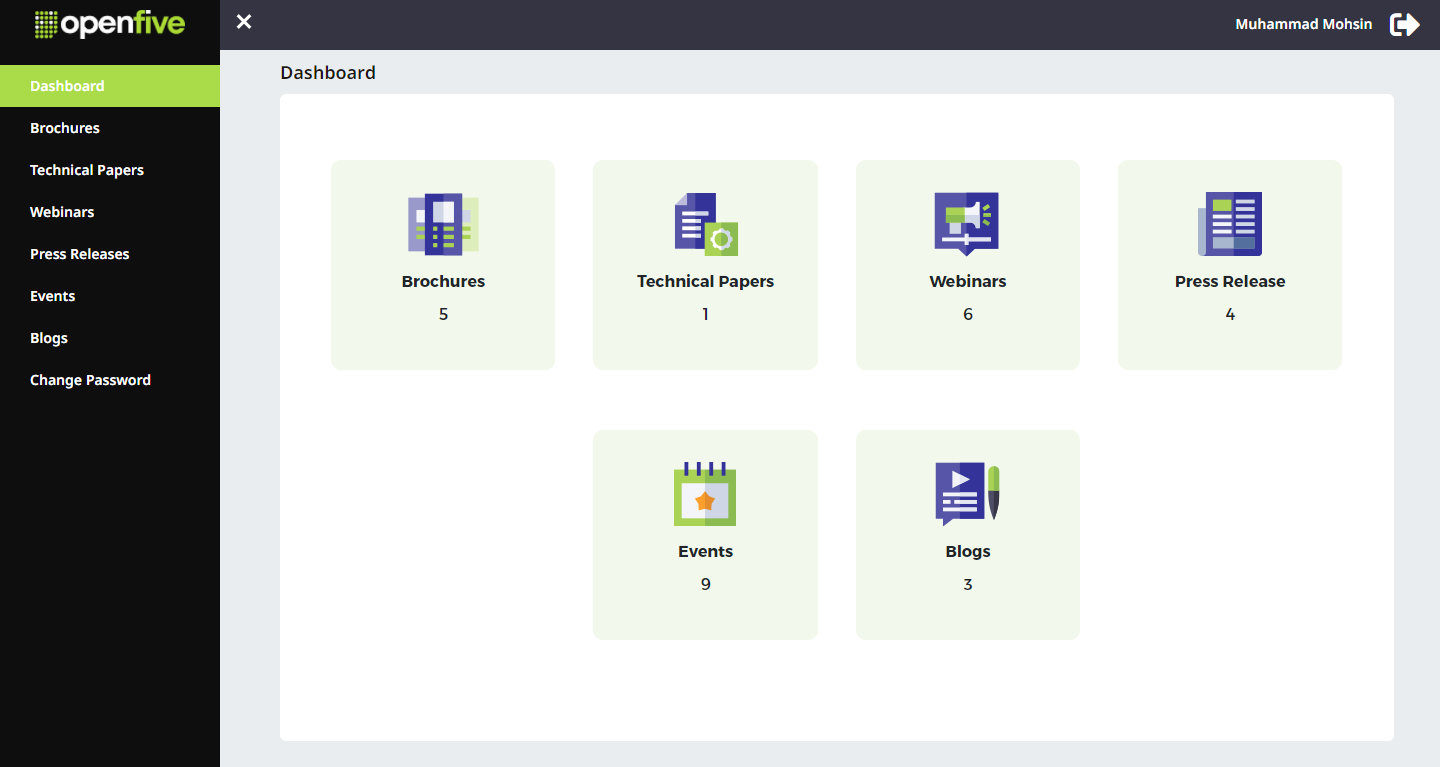 openfive
Muhammad Mohsin
Dashboard
Brochures
Technical Papers
Webinars
Press Releases
Events
Blogs
Change Password
Dashboard
Brochures
5
Technical Papers
1
Webinars
6
Press Release
4
Events
9
Blogs
3